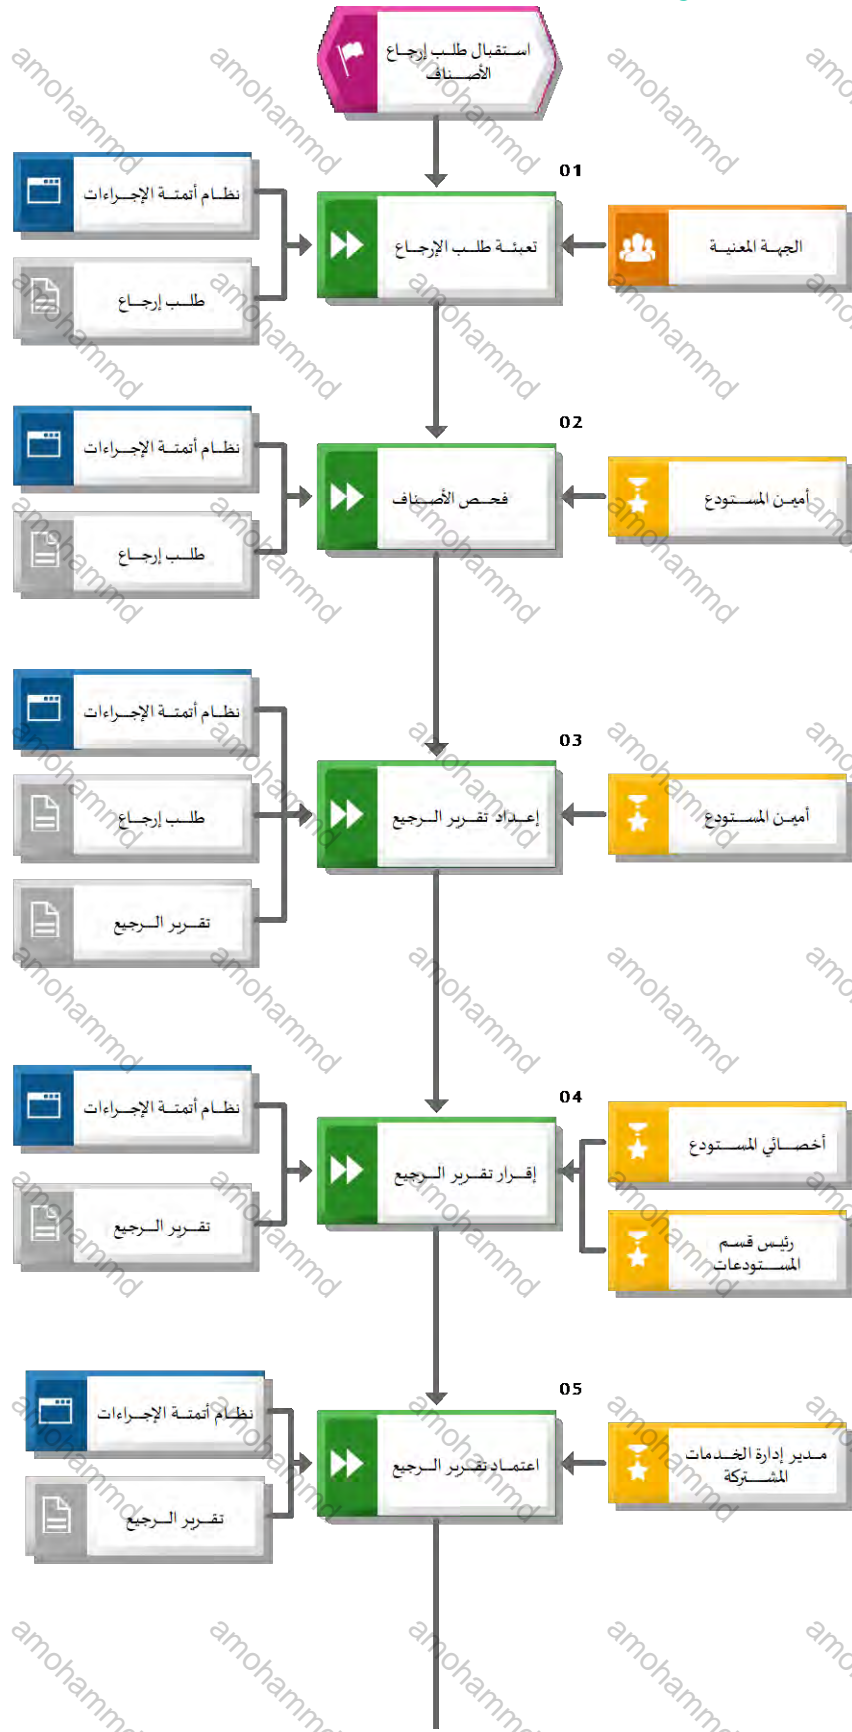 استقبال طلب إرجاع
الأصناف
01
الجهة المعنية
تعبئة طلب الإرجاع
نظام أتمتة الإجراءات
طلب إرجاع
02
أمين المستودع
فحص الأصناف
نظام أتمتة الإجراءات
طلب إرجاع
03
أمين المستودع
إعداد تقرير الرجيع
نظام أتمتة الإجراءات
طلب إرجاع
تقرير الرجيع
04
أخصائي المستودع
رئيس قسم
المستودعات
إقرار تقرير الرجيع
نظام أتمتة الإجراءات
تقرير الرجيع
05
مدير إدارة الخدمات
المشتركة
اعتماد تقرير الرجيع
نظام أتمتة الإجراءات
تقرير الرجيع
amohammd